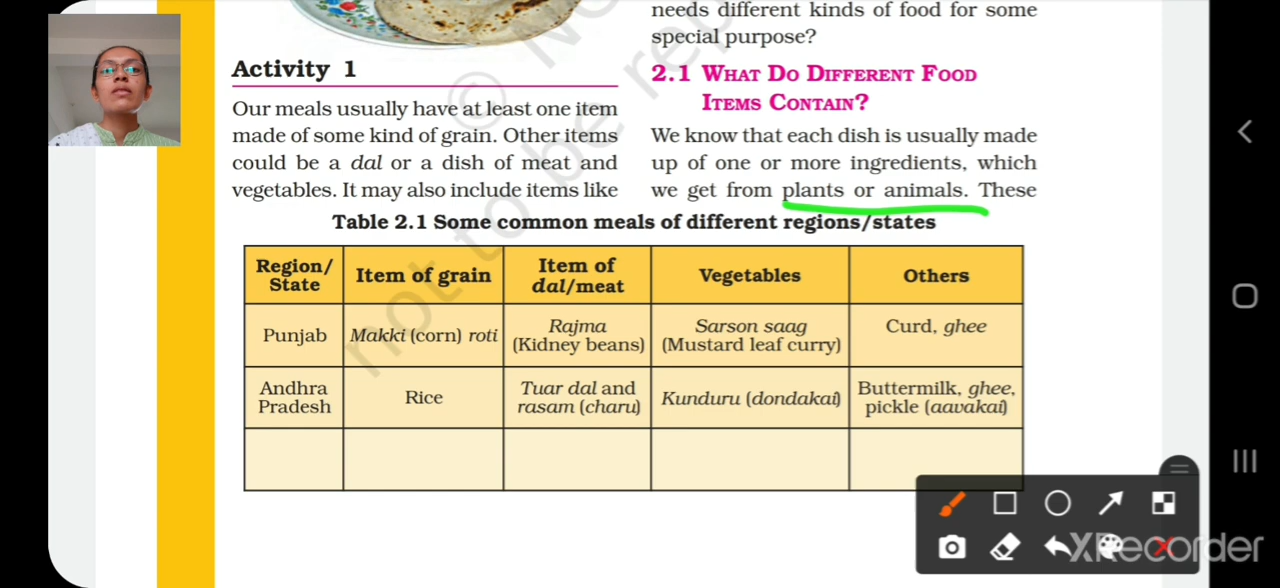 needs different kinds of food for some
special purpose?
Activity 1
Our meals usually have at least one item
made of some kind of grain. Other items
could be a dal or a dish of meat and
vegetables. It may also include items like
2.1 WHAT DO DIFFERENT FOOD
ITEMS CONTAIN?
We know that each dish is usually made
up of one or more ingredients, which
we get from plants or animals. These
Table 2.1 Some common meals of different regions/states
Region/
State
Item of grain
Item of
dal/meat
Vegetables
Others
Punjab
Makki (corn) roti
Rajma
(Kidney beans)
Sarson saag
(Mustard leaf curry)
Curd, ghee
Andhra
Pradesh
Rice
Tuar dal and
rasam (charu)
Kunduru (dondakai)
Buttermilk, ghee,
pickle (aavakai)
not to be rep
© No
XRecorder